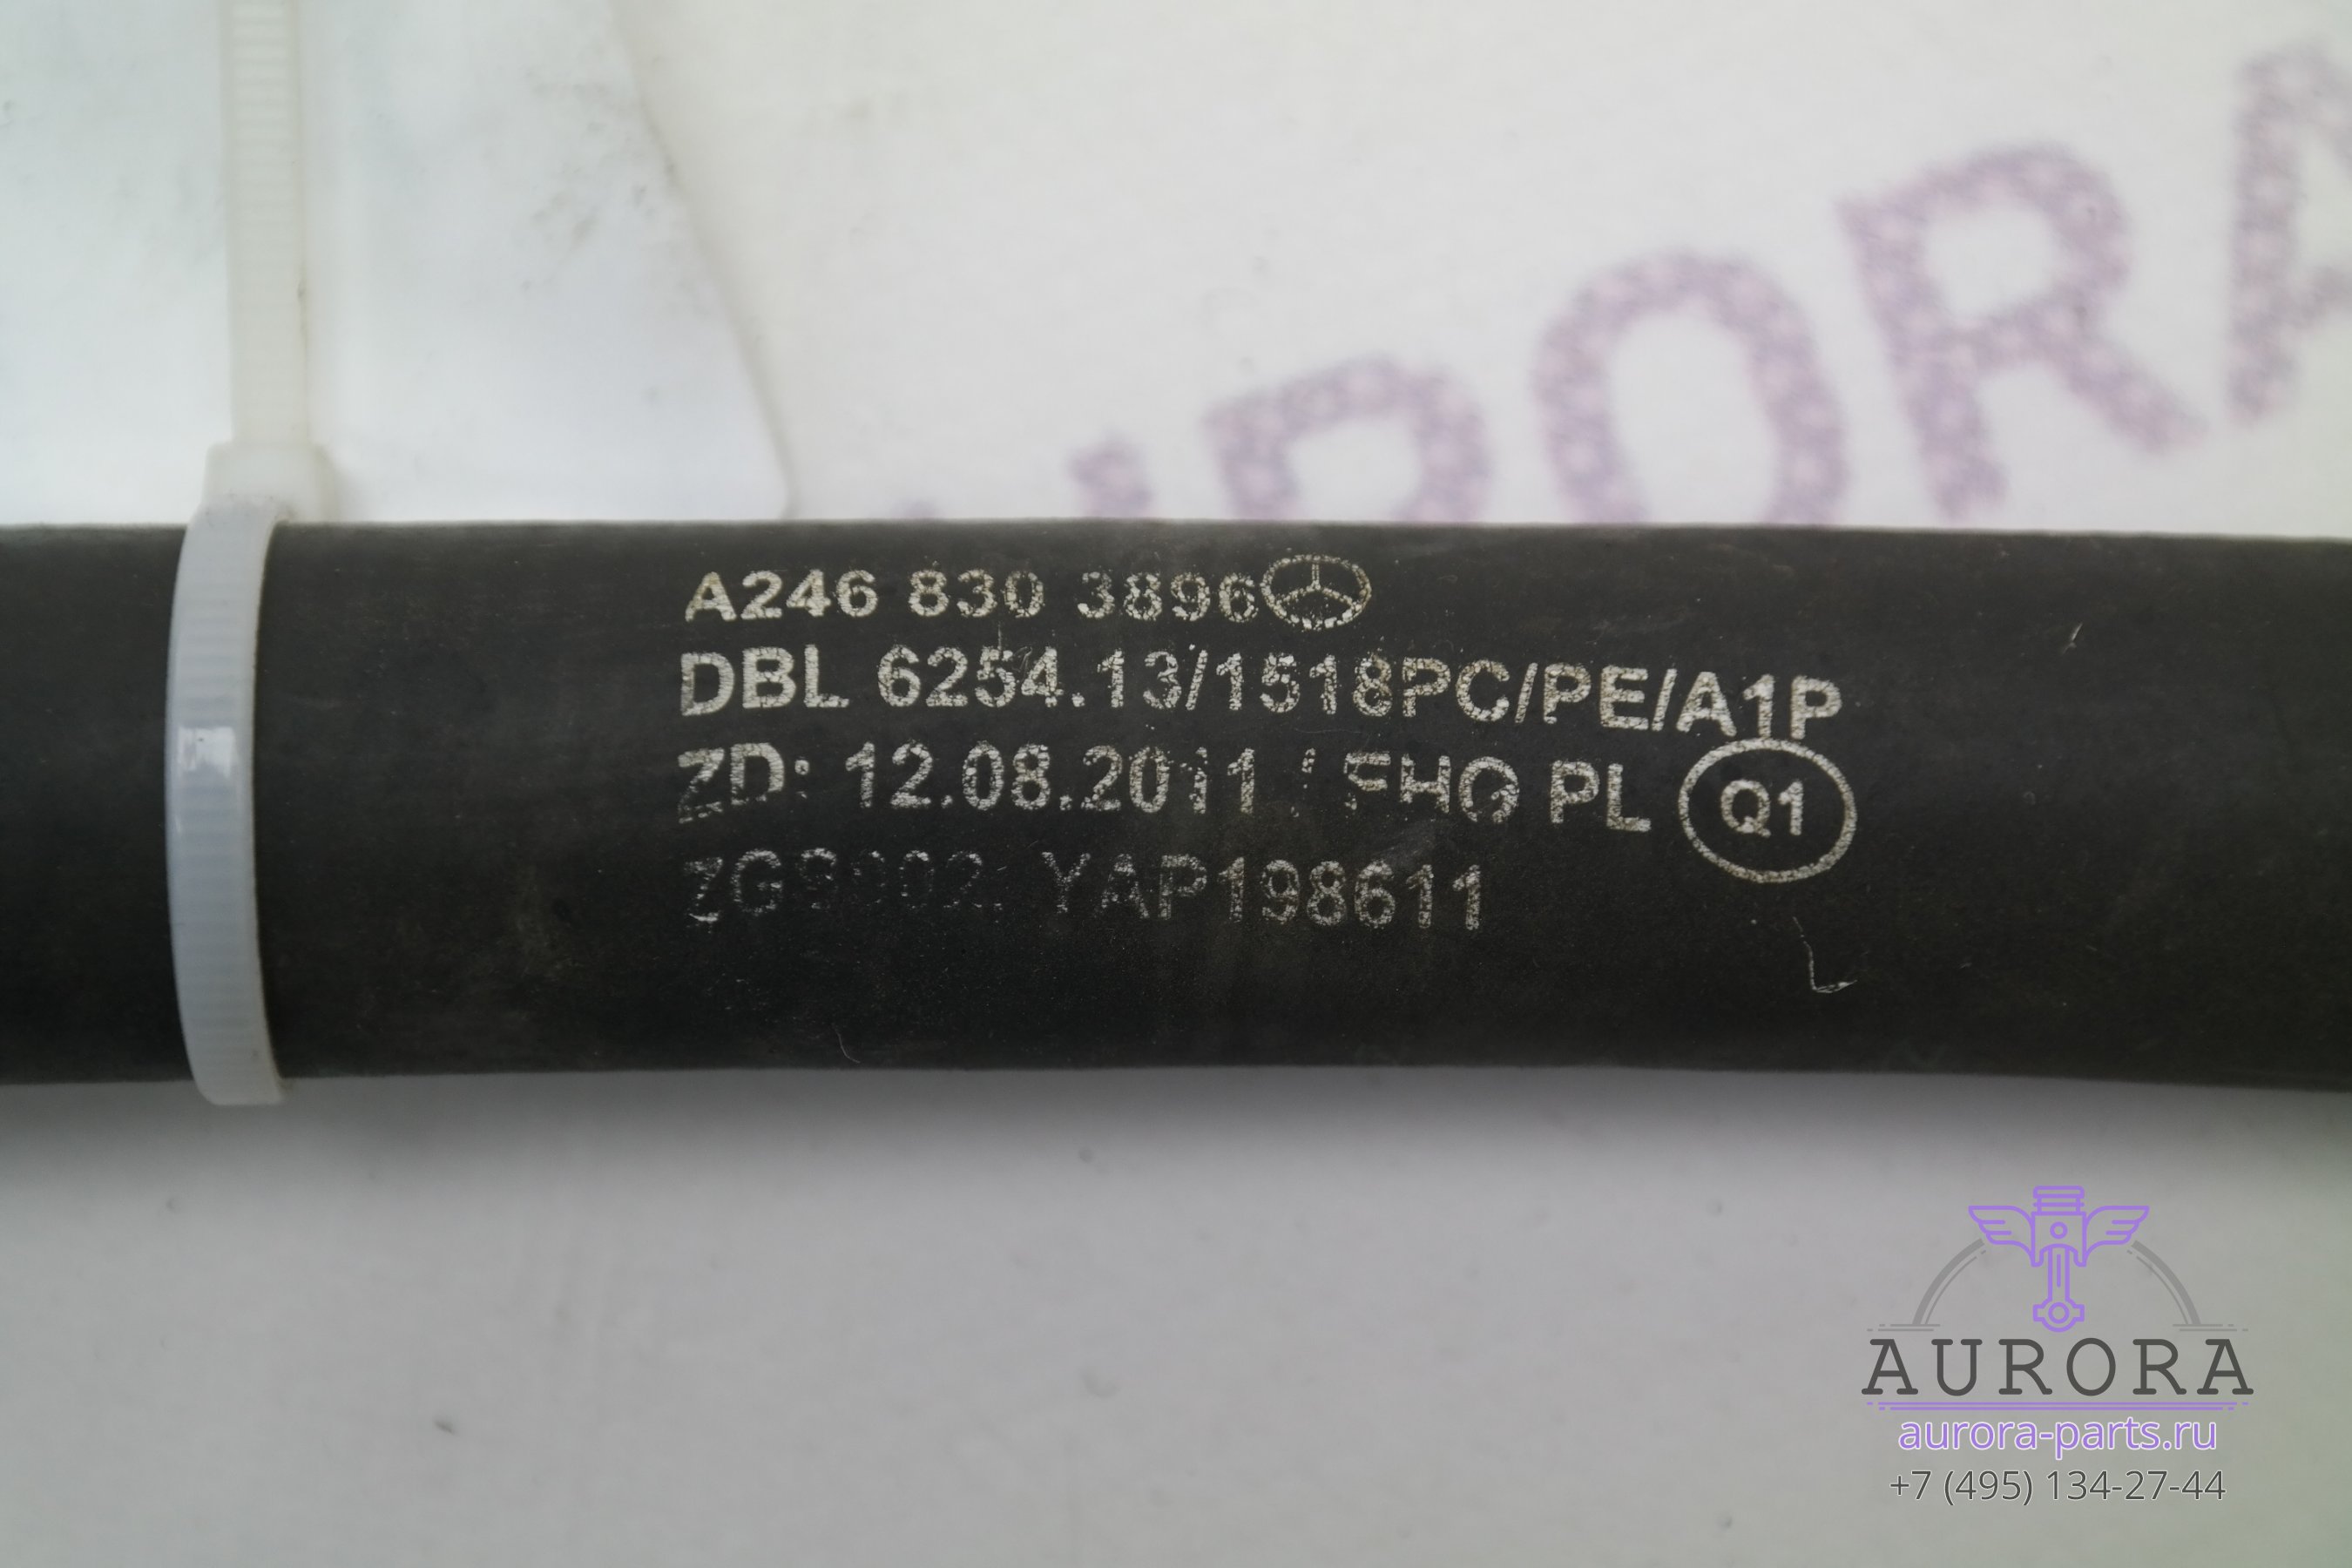 AURORA
A246 830 3896
DBL 6254.13/1518PC/PE/A1P
ZD: 12.08.2011 PL Q1
YAP198611
AURORA
aurora-parts.ru
+7 (495) 134-27-44